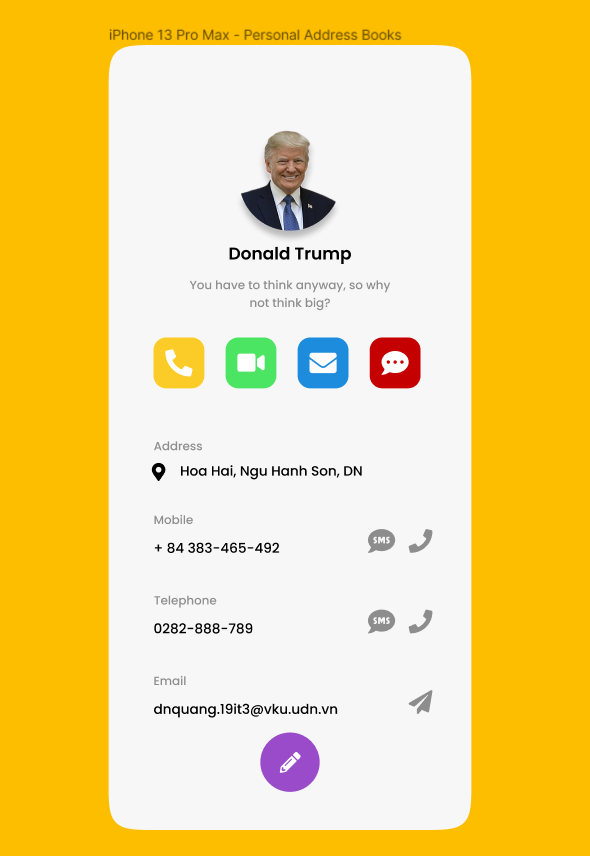 iPhone 13 Pro Max - Personal Address Books
Donald Trump
You have to think anyway, so why
not think big?
Address
Hoa Hai, Ngu Hanh Son, DN
Mobile
+ 84 383-465-492
SMS
Telephone
0282-888-789
SMS
Email
dnquang.19it3@vku.udn.vn